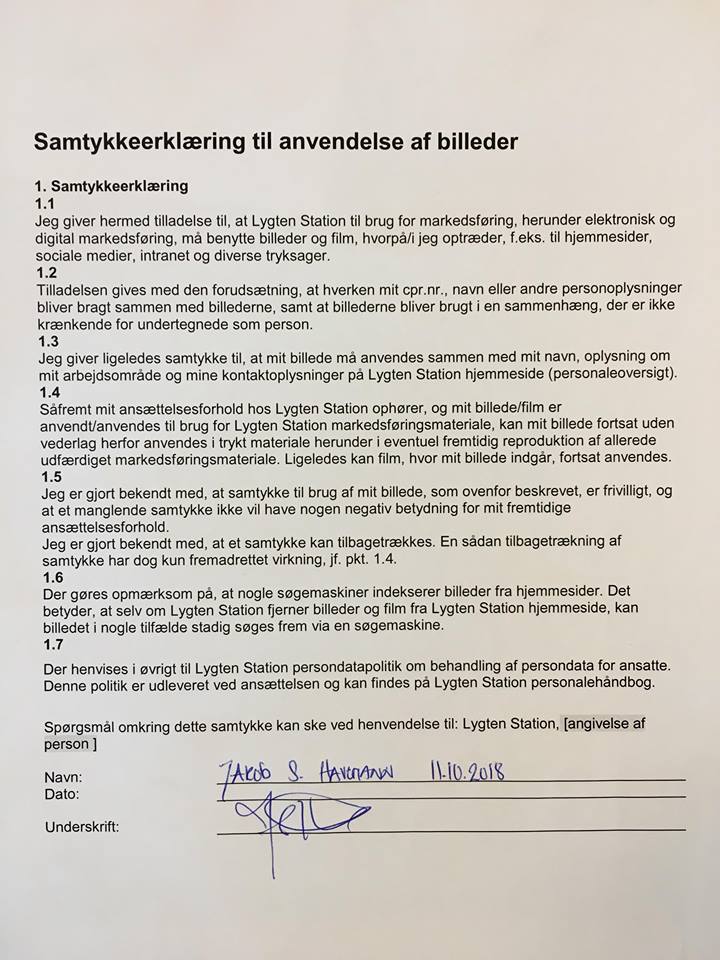 Samtykkeerklæring til anvendelse af billeder
1. Samtykkeerklæring
1.1
Jeg giver hermed tilladelse til, at Lygten Station til brug for markedsføring, herunder elektronisk og
digital markedsføring, må benytte billeder og film, hvorpå/i jeg optræder, f.eks. til hjemmesider,
sociale medier, intranet og diverse tryksager.
1.2
Tilladelsen gives med den forudsætning, at hverken mit cpr.nr., navn eller andre personoplysninger
bliver bragt sammen med billederne, samt at billederne bliver brugt i en sammenhæng, der er ikke
krænkende for undertegnede som person.
1.3
Jeg giver ligeledes samtykke til, at mit billede må anvendes sammen med mit navn, oplysning om
mit arbejdsområde og mine kontaktoplysninger på Lygten Station hjemmeside (personaleoversigt).
1.4
Såfremt mit ansættelsesforhold hos Lygten Station ophører, og mit billede/film er
anvendt/anvendes til brug for Lygten Station markedsføringsmateriale, kan mit billede fortsat uden
vederlag herfor anvendes i trykt materiale herunder i eventuel fremtidig reproduktion af allerede
udfærdiget markedsføringsmateriale. Ligeledes kan film, hvor mit billede indgår, fortsat anvendes.
1.5
Jeg er gjort bekendt med, at samtykke til brug af mit billede, som ovenfor beskrevet, er frivilligt, og
at et manglende samtykke ikke vil have nogen negativ betydning for mit fremtidige
ansættelsesforhold.
Jeg er gjort bekendt med, at et samtykke kan tilbagetrækkes. En sådan tilbagetrækning af
samtykke har dog kun fremadrettet virkning, jf. pkt. 1.4.
1.6
Der gøres opmærksom på, at nogle søgemaskiner indekserer billeder fra hjemmesider. Det
betyder, at selv om Lygten Station fjerner billeder og film fra Lygten Station hjemmeside, kan
billedet i nogle tilfælde stadig søges frem via en søgemaskine.
1.7
Der henvises i øvrigt til Lygten Station persondatapolitik om behandling af persondata for ansatte.
Denne politik er udleveret ved ansættelsen og kan findes på Lygten Station personalehåndbog.
Spørgsmål omkring dette samtykke kan ske ved henvendelse til: Lygten Station, [angivelse af
person ]
Navn: JAKOB S. 11.10.2018
Dato:
Underskrift: